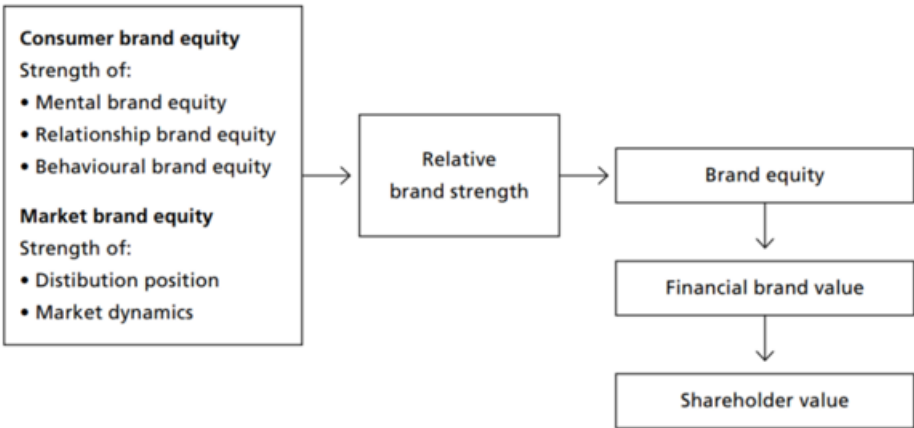 Consumer brand equity
Strength of:
• Mental brand equity
• Relationship brand equity
• Behavioural brand equity
Market brand equity
Strength of:
• Distibution position
• Market dynamics
Relative
brand strength
Brand equity
Financial brand value
Shareholder value